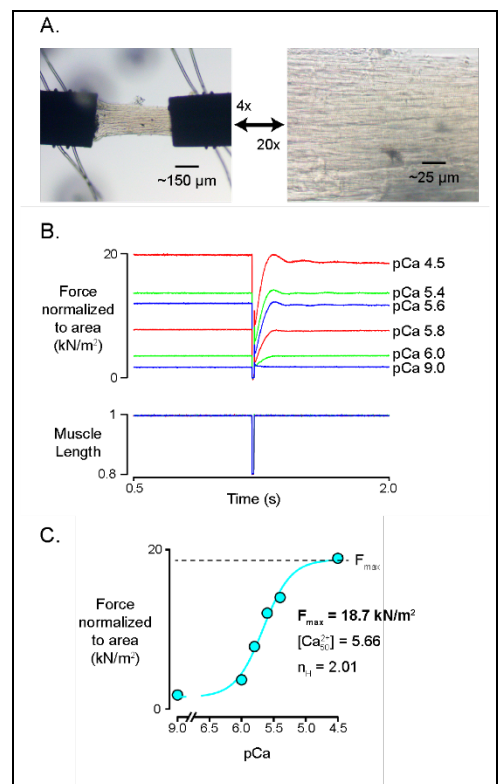 A.
4x
20x
~150 µm
~25 µm
B.
20
0
Force
normalized
to area
(kN/m²)
pCa 4.5
pCa 5.4
pCa 5.6
pCa 5.8
pCa 6.0
pCa 9.0
Muscle
Length
1
0.8
0.5
2.0
Time (s)
C.
20
0
Force
normalized
to area
(kN/m²)
Fmax
Fmax = 18.7 kN/m²
[Ca²⁺₅₀] = 5.66
nH = 2.01
9.0 6.5 6.0 5.5 5.0 4.5
pCa